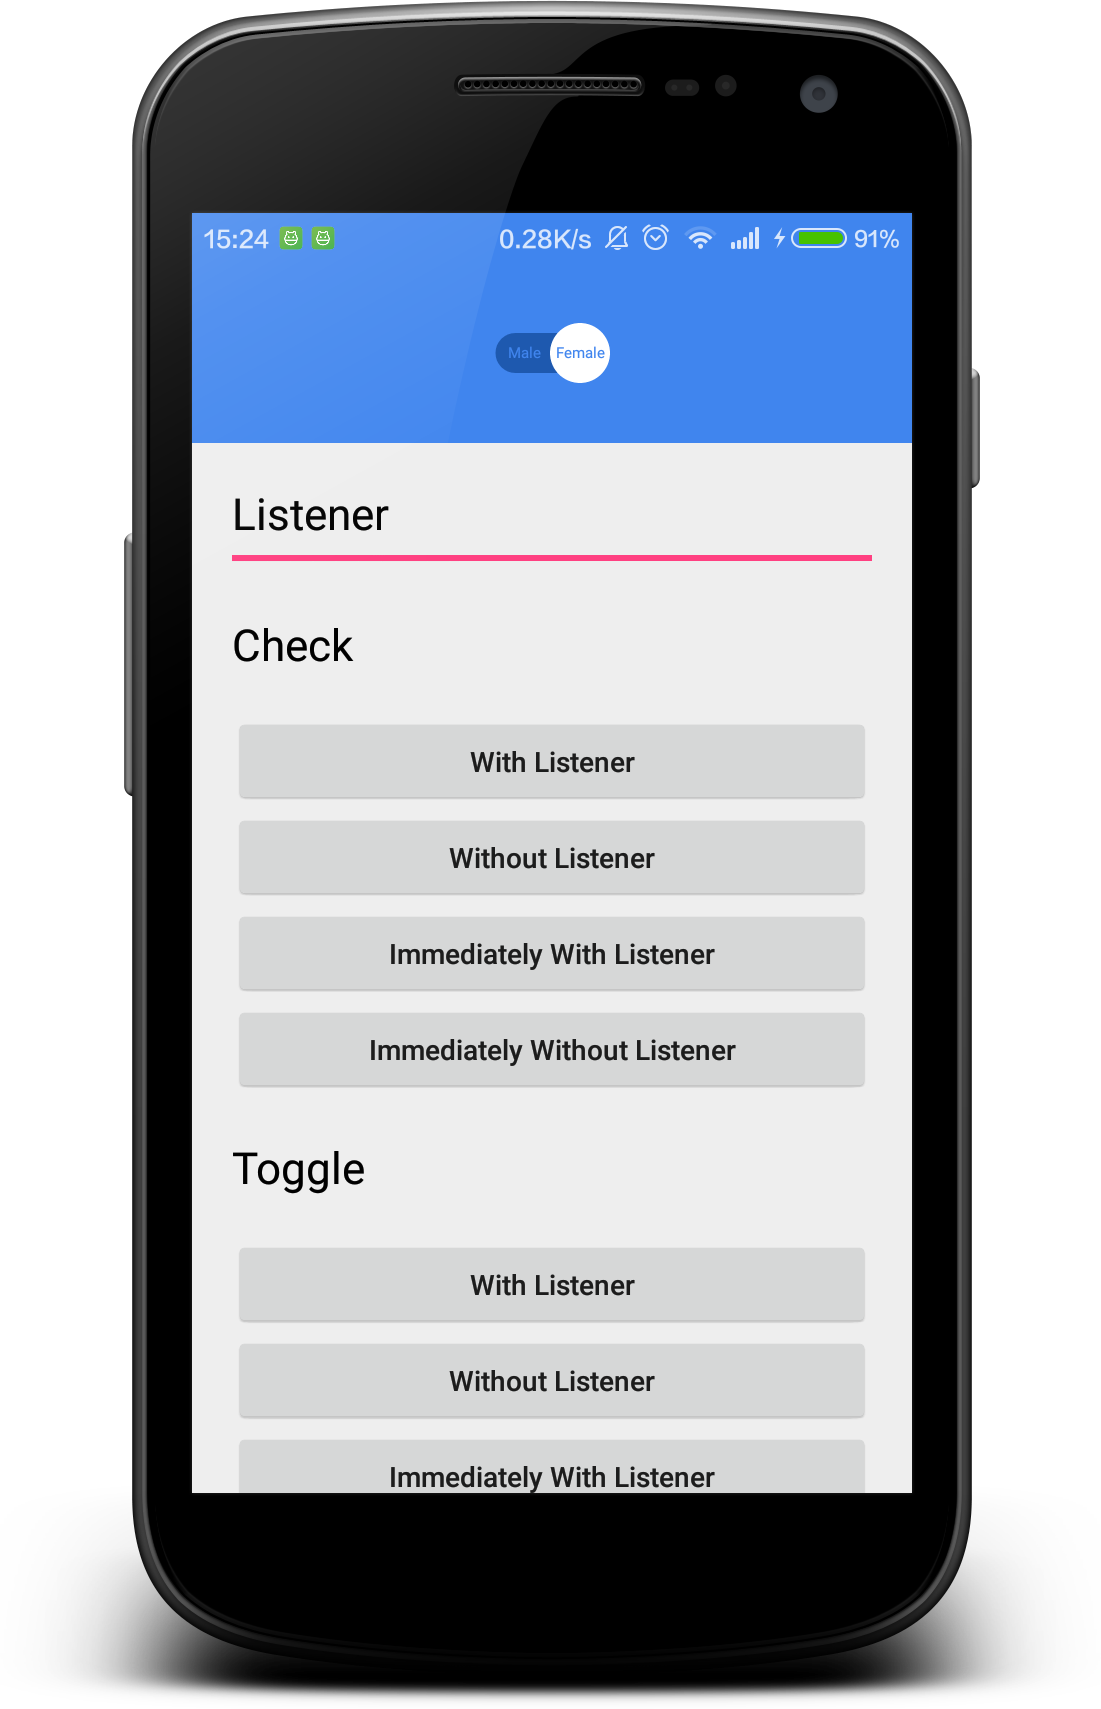 15:24 0.28K/s 91%
Male Female
Listener
Check
With Listener
Without Listener
Immediately With Listener
Immediately Without Listener
Toggle
With Listener
Without Listener
Immediately With Listener